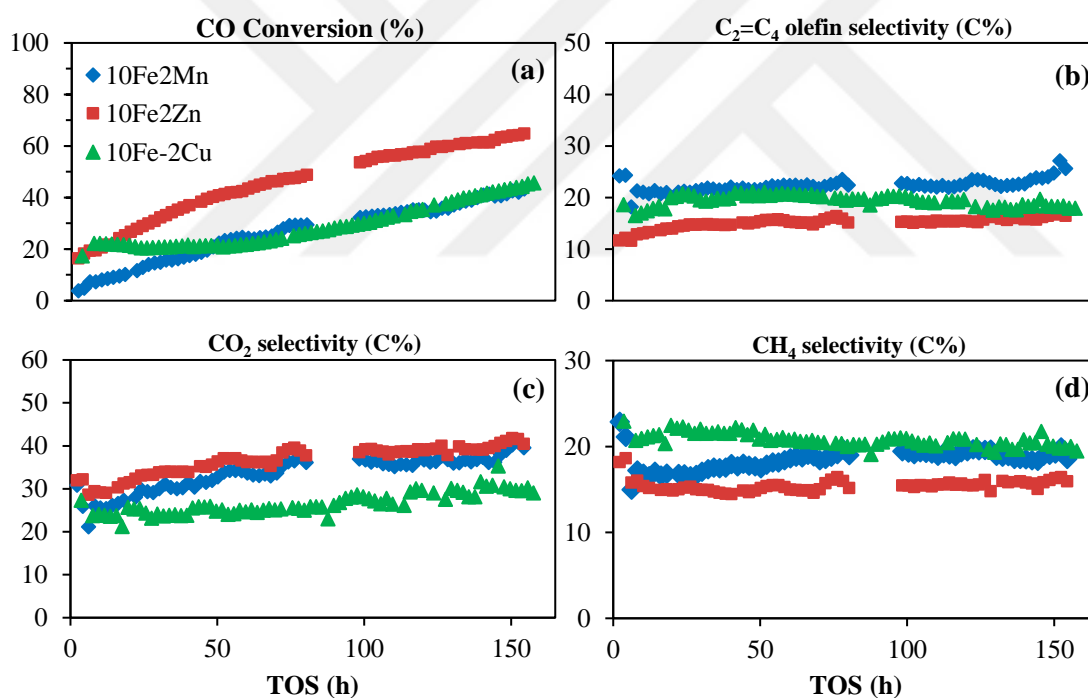 CO Conversion (%)
100
80
60
40
20
0
(a)
10Fe2Mn
10Fe2Zn
10Fe-2Cu
C₂=C₄ olefin selectivity (C%)
50
40
30
20
10
0
(b)
CO₂ selectivity (C%)
60
50
40
30
20
10
0
(c)
0 50 100 150
TOS (h)
CH₄ selectivity (C%)
30
20
10
0
(d)
0 50 100 150
TOS (h)